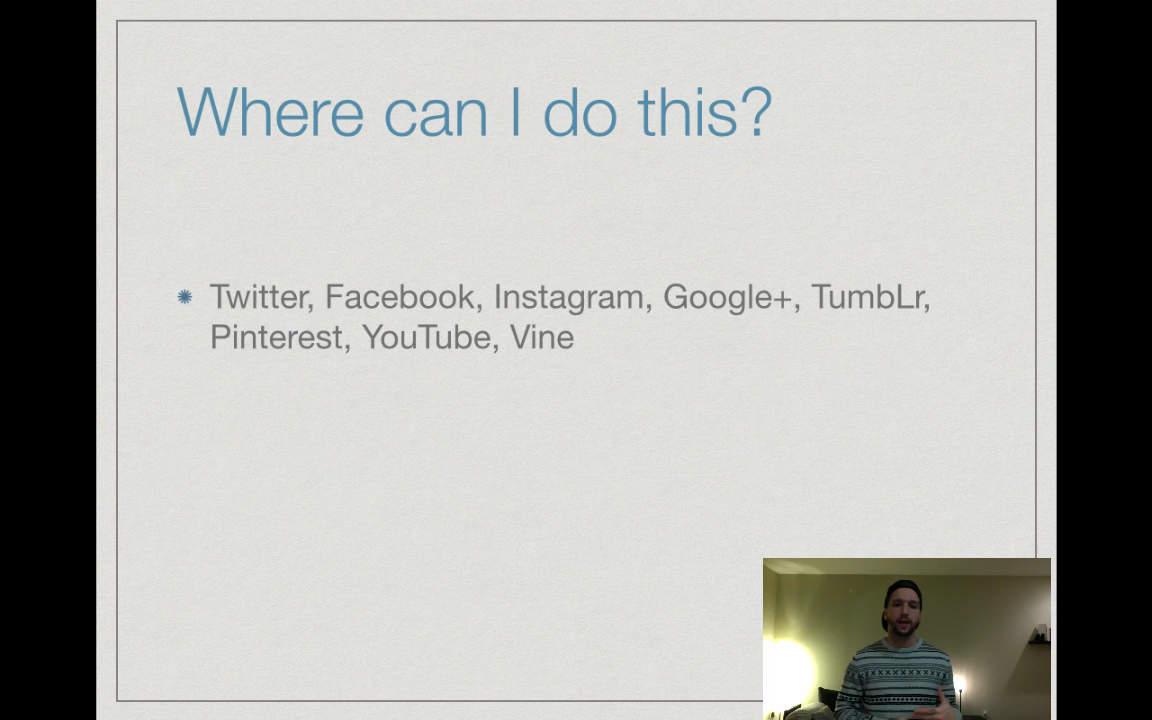 Where can I do this?
Twitter, Facebook, Instagram, Google+, TumbLr,
Pinterest, YouTube, Vine